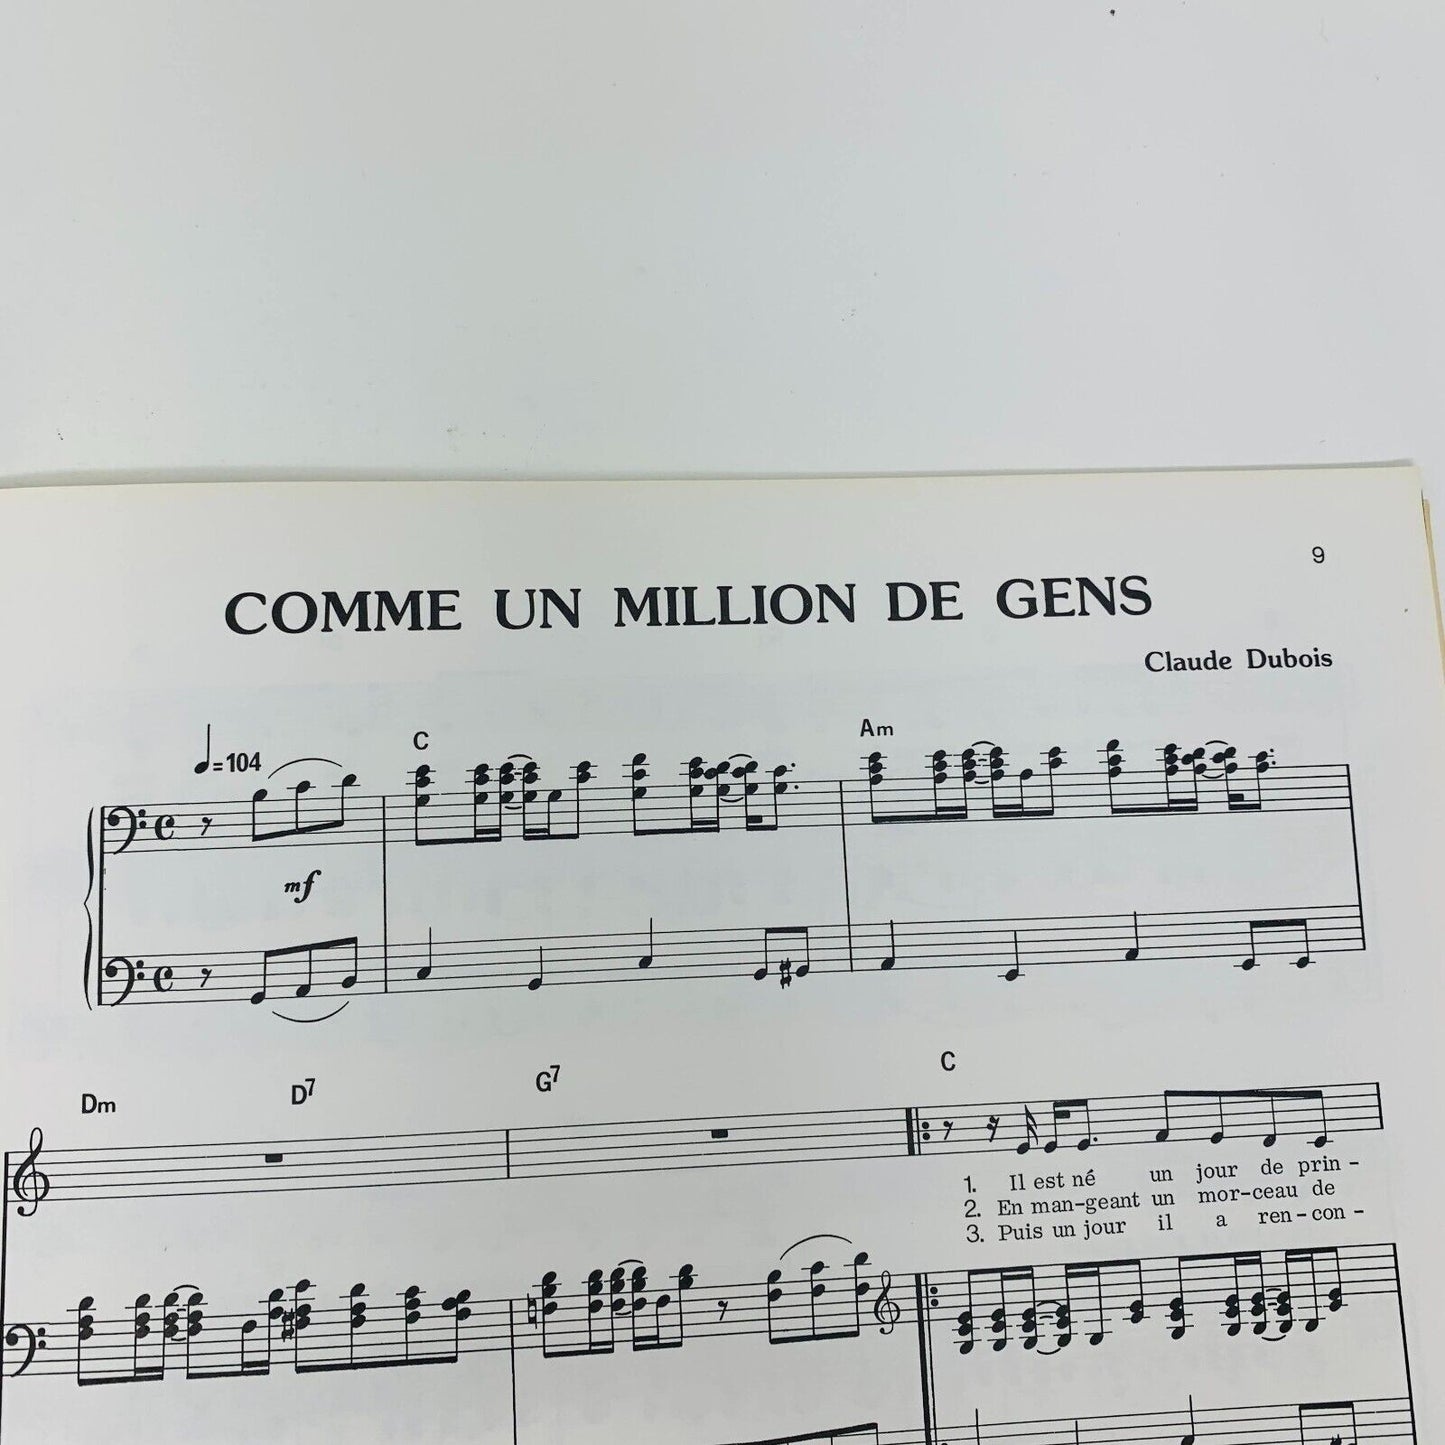 9
COMME UN MILLION DE GENS
Claude Dubois
♩=104
C
Am
mf
Dm
D7
G7
C
1. Il est né un jour de prin-
2. En man-geant un mor-ceau de
3. Puis un jour il a ren-con-